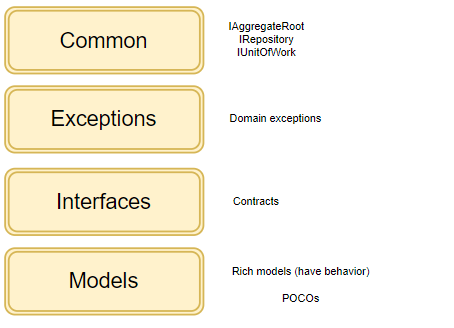 Common
IAggregateRoot
IRepository
IUnitOfWork
Exceptions
Domain exceptions
Interfaces
Contracts
Models
Rich models (have behavior)
POCOs